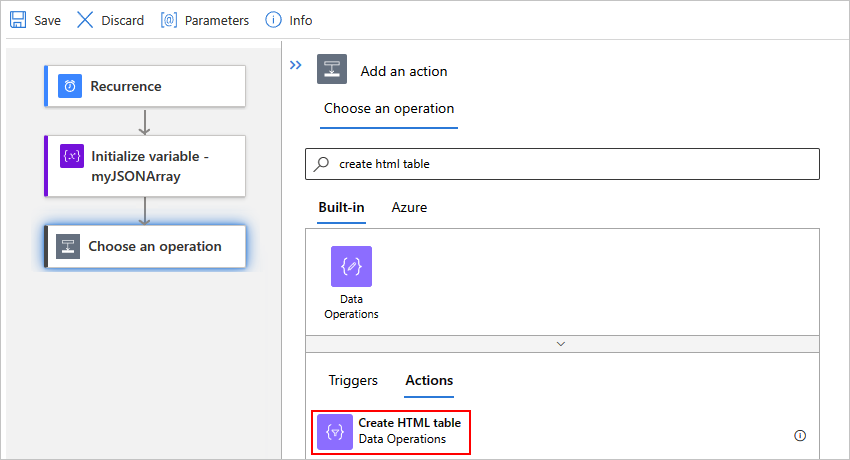 Save Discard [@] Parameters Info
Recurrence
{x} Initialize variable -
myJSONArray
Choose an operation
Add an action
Choose an operation
create html table
Built-in Azure
Data
Operations
Triggers Actions
Create HTML table
Data Operations